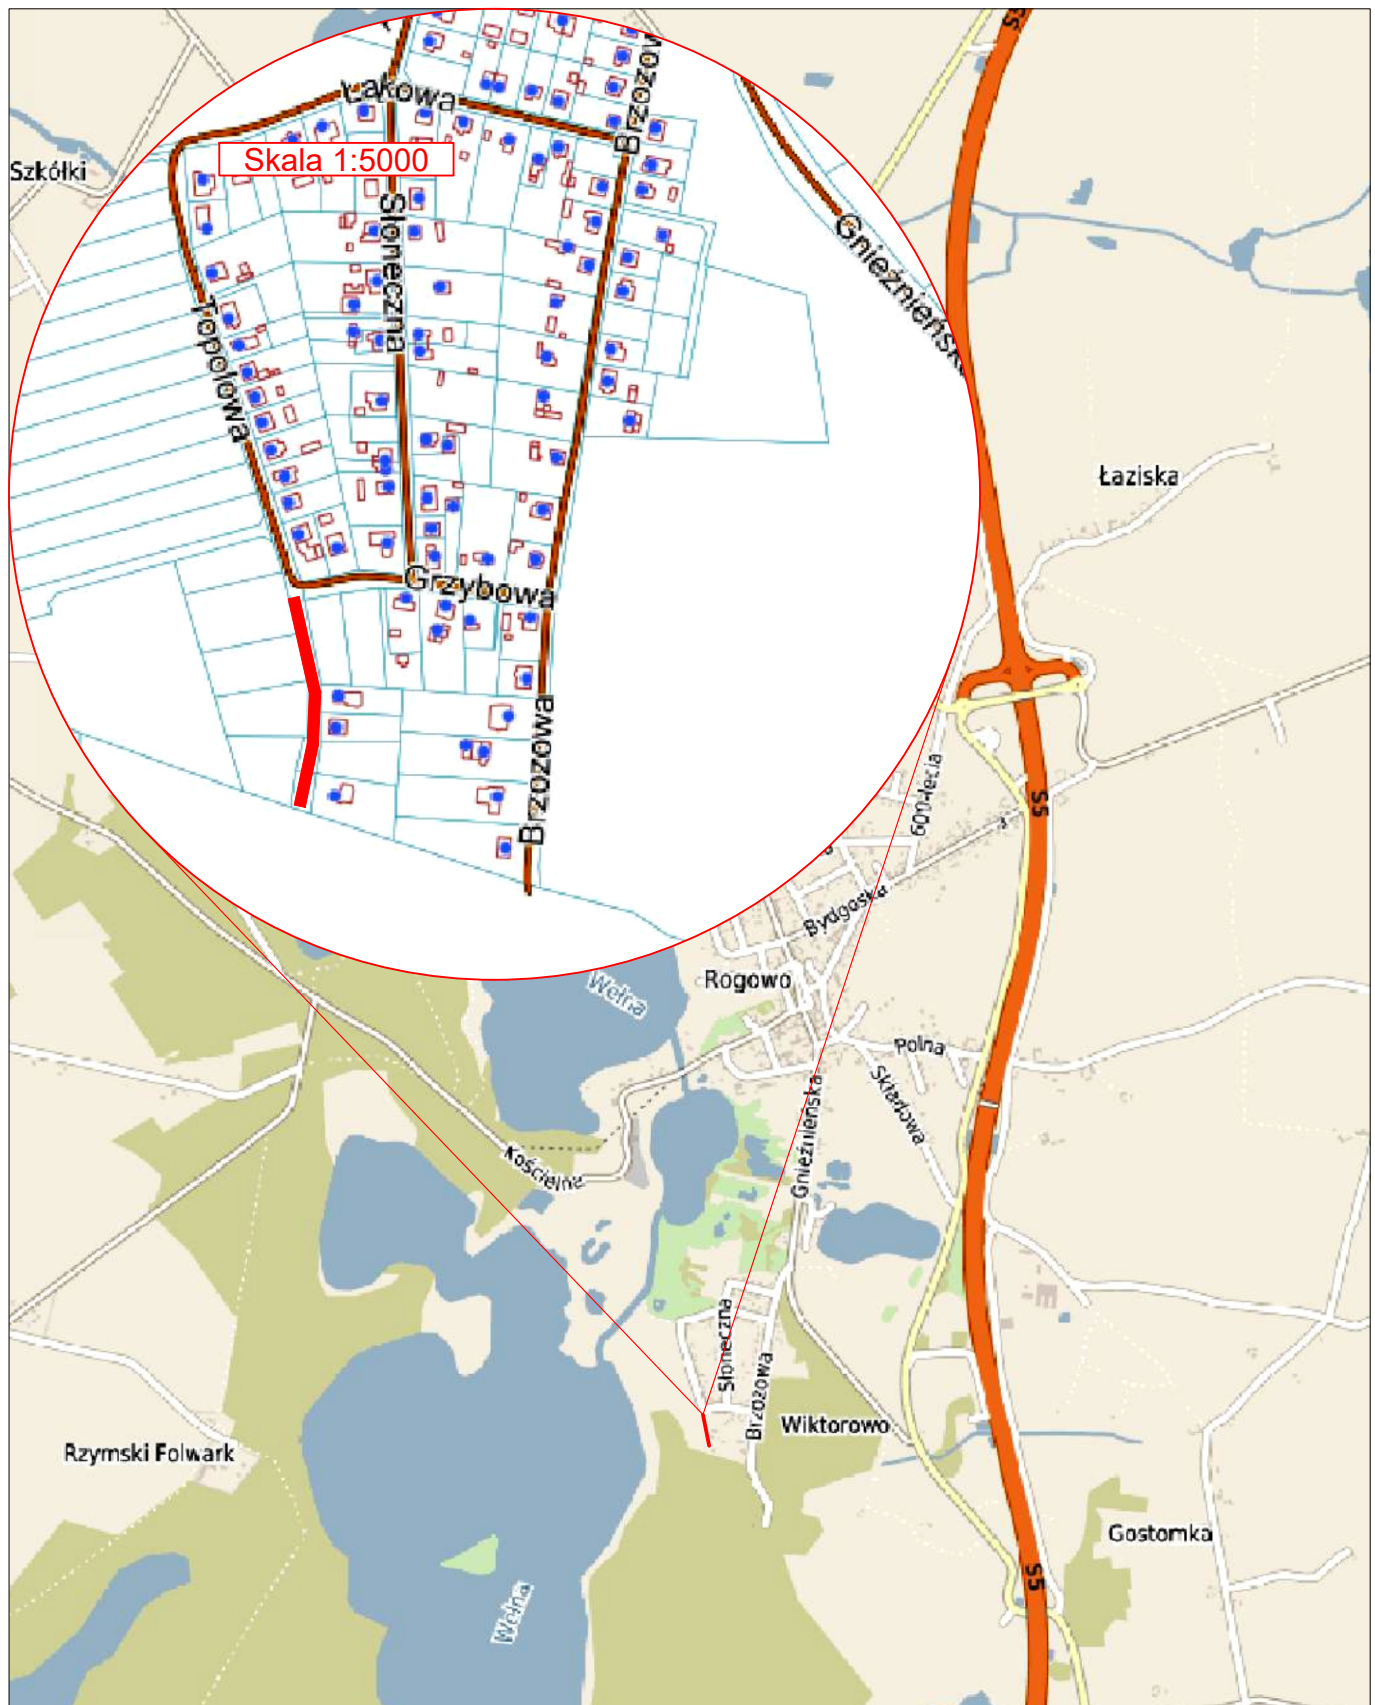 S5
Brzozow
Łąkowa
Skala 1:5000
Szkółki
Słoneczna
Gnieźnieńska
Topolowa
Łaziska
Grzybowa
Brzozowa
600-lecia
S5
Bydgoska
Rogowo
Wełna
Polna
Składowa
Gnieźnieńska
Kościelna
Słoneczna
Brzozowa
Wiktorowo
Rzymski Folwark
Gostomka
S5
Wełna